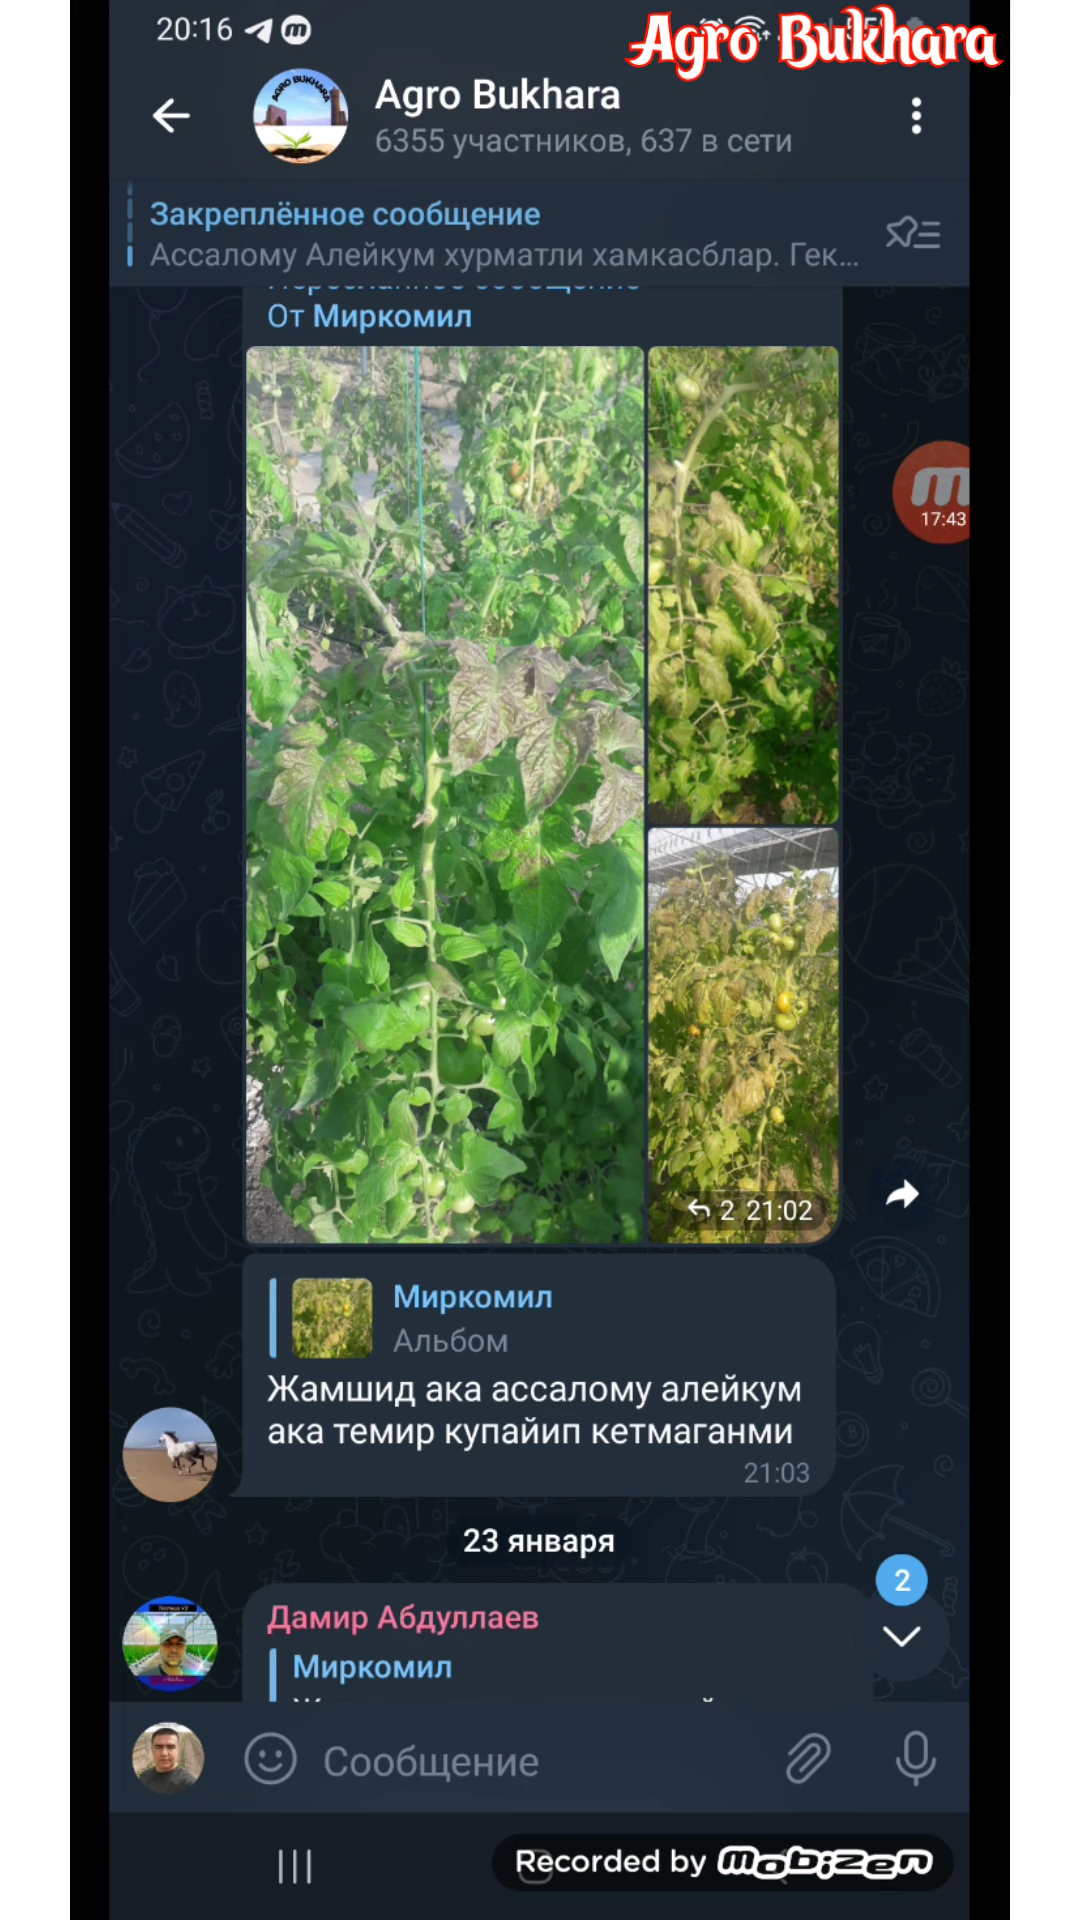 20:16
Agro Bukhara
Agro Bukhara
6355 участников, 637 в сети
Закреплённое сообщение
Ассалому Алейкум хурматли хамкасблар. Гек...
Пересланное сообщение
От Миркомил
17:43
2 21:02
Миркомил
Альбом
Жамшид ака ассалому алейкум
ака темир купайип кетмаганми
21:03
23 января
2
Дамир Абдуллаев
Миркомил
Сообщение
Recorded by mobizen